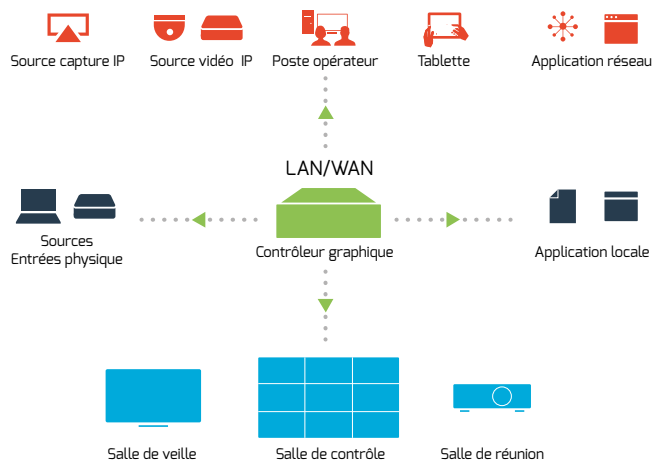 Source capture IP
Source vidéo IP
Poste opérateur
Tablette
Application réseau
LAN/WAN
Sources
Entrées physique
Contrôleur graphique
Application locale
Salle de veille
Salle de contrôle
Salle de réunion